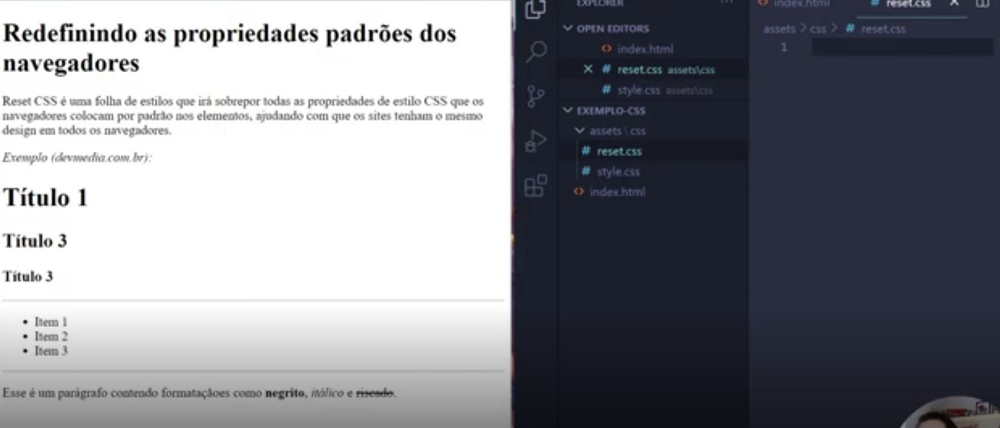 Redefinindo as propriedades padrões dos
navegadores
Reset CSS é uma folha de estilos que irá sobrepor todas as propriedades de estilo CSS que os
navegadores colocam por padrão nos elementos, ajudando com que os sites tenham o mesmo
design em todos os navegadores.
Exemplo (devmedia.com.br):
Título 1
Título 3
Título 3
• Item 1
• Item 2
• Item 3
Esse é um parágrafo contendo formatações como negrito, itálico e riscado.
EXPLORER
OPEN EDITORS
index.html
reset.css assets\css
style.css assets\css
EXEMPLO-CSS
assets \ css
reset.css
style.css
index.html
index.html
reset.css
assets > css > # reset.css
1